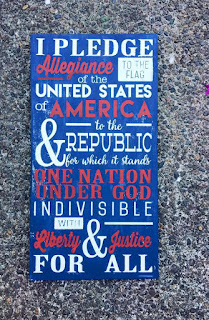 I PLEDGE
Allegiance TO THE FLAG
of the
UNITED STATES
of AMERICA
to the
& REPUBLIC
for which it stands
ONE NATION
UNDER GOD
INDIVISIBLE
WITH
Liberty & Justice
FOR ALL